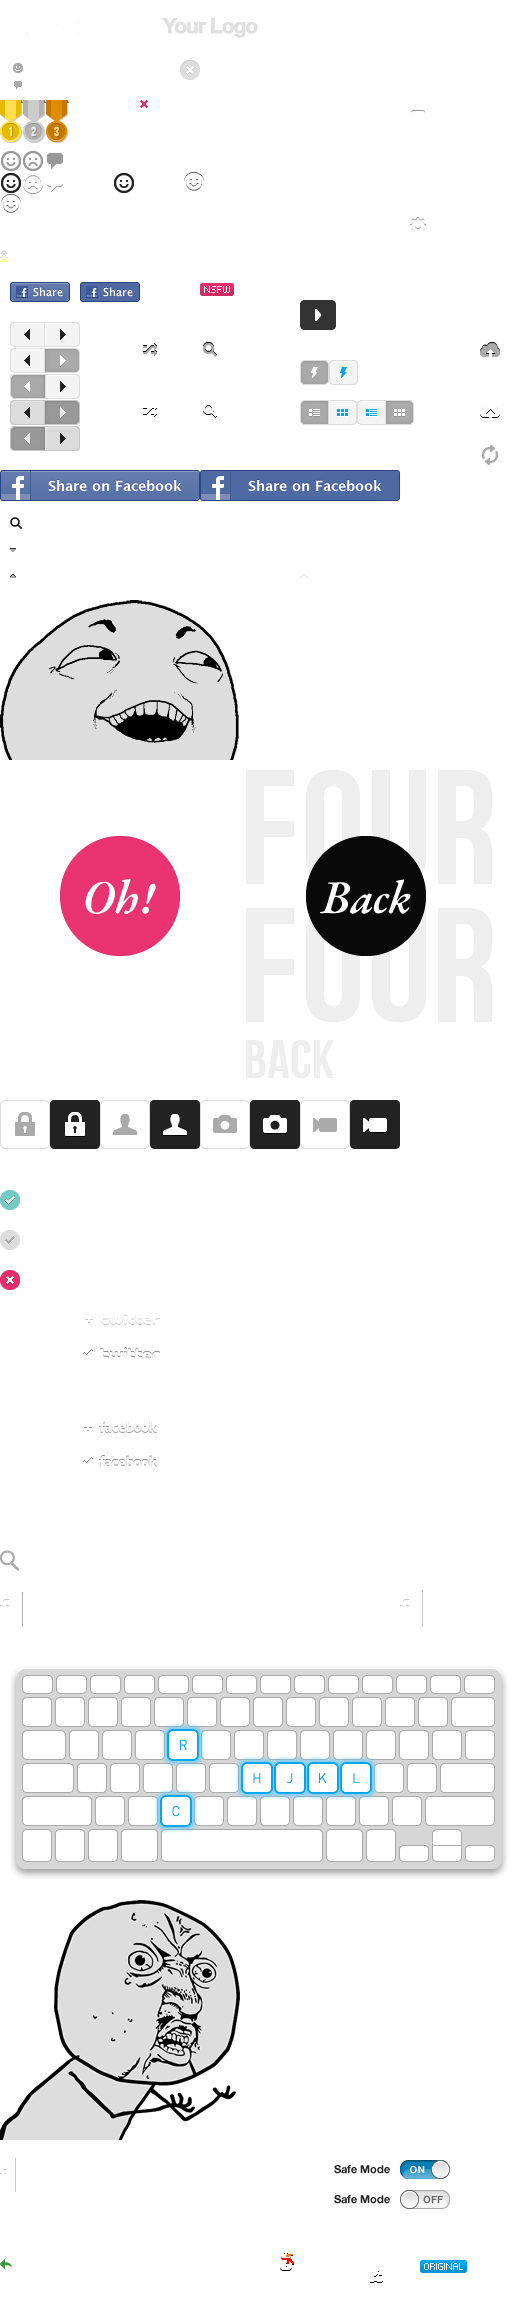 Your Logo
1 2 3
Share Share NSFW
Share on Facebook Share on Facebook
FOUR
Oh! Back
FOUR
BACK
twitter
twitter
facebook
facebook
R
H J K L
C
Safe Mode ON
Safe Mode OFF
ORIGINAL